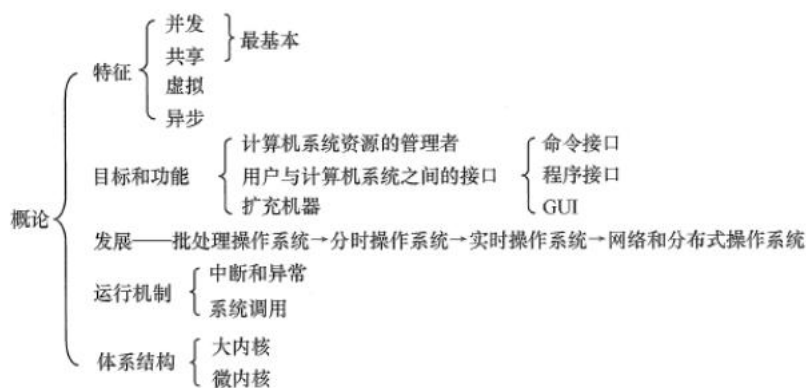 概论
特征
并发
共享
最基本
虚拟
异步
目标和功能
计算机系统资源的管理者
用户与计算机系统之间的接口
命令接口
程序接口
GUI
扩充机器
发展——批处理操作系统→分时操作系统→实时操作系统→网络和分布式操作系统
运行机制
中断和异常
系统调用
体系结构
大内核
微内核